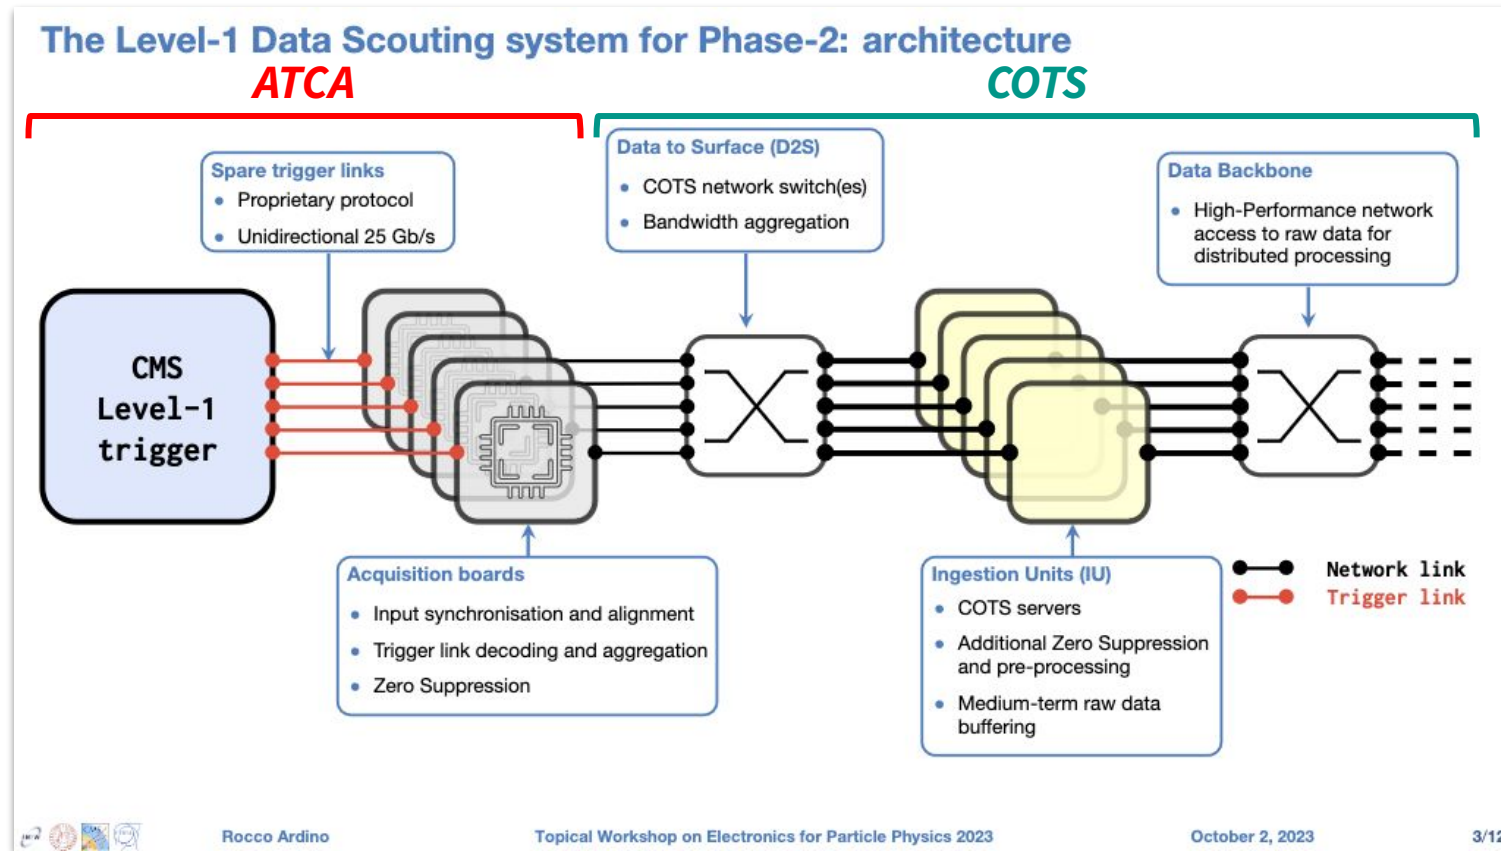 The Level-1 Data Scouting system for Phase-2: architecture
ATCA
COTS
Spare trigger links
Proprietary protocol
Unidirectional 25 Gb/s
Data to Surface (D2S)
COTS network switch(es)
Bandwidth aggregation
Data Backbone
High-Performance network
access to raw data for
distributed processing
CMS
Level-1
trigger
Acquisition boards
Input synchronisation and alignment
Trigger link decoding and aggregation
Zero Suppression
Ingestion Units (IU)
COTS servers
Additional Zero Suppression
and pre-processing
Medium-term raw data
buffering
Network link
Trigger link
Rocco Ardino
Topical Workshop on Electronics for Particle Physics 2023
October 2, 2023
3/12